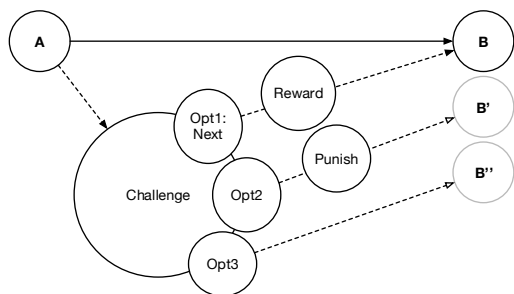 A
B
Reward
Opt1:
Next
B'
Punish
B''
Challenge
Opt2
Opt3